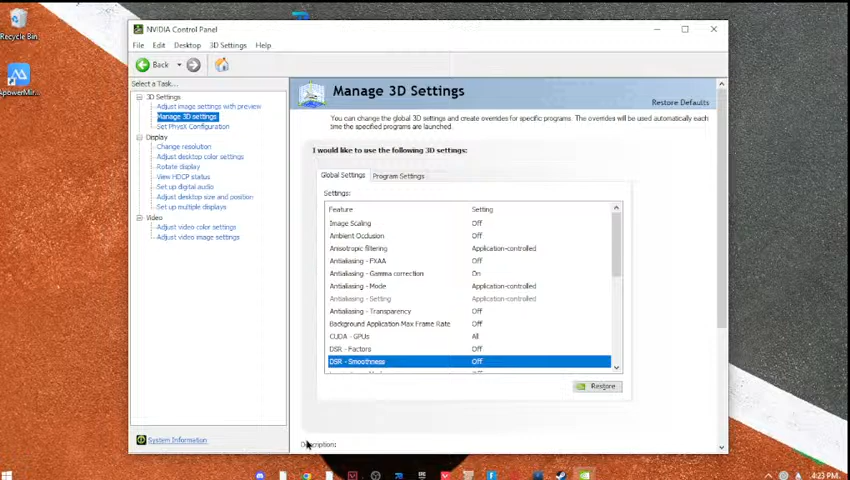 Recycle Bin
ApowerMir...
NVIDIA Control Panel
File Edit Desktop 3D Settings Help
Back
Select a Task...
3D Settings
Adjust image settings with preview
Manage 3D settings
Set PhysX Configuration
Display
Change resolution
Adjust desktop color settings
Rotate display
View HDCP status
Set up digital audio
Adjust desktop size and position
Set up multiple displays
Video
Adjust video color settings
Adjust video image settings
System Information
Manage 3D Settings
Restore Defaults
You can change the global 3D settings and create overrides for specific programs. The overrides will be used automatically each
time the specified programs are launched.
I would like to use the following 3D settings:
Global Settings Program Settings
Settings:
Feature Setting
Image Scaling Off
Ambient Occlusion Off
Anisotropic filtering Application-controlled
Antialiasing - FXAA Off
Antialiasing - Gamma correction On
Antialiasing - Mode Application-controlled
Antialiasing - Setting Application-controlled
Antialiasing - Transparency Off
Background Application Max Frame Rate Off
CUDA - GPUs All
DSR - Factors Off
DSR - Smoothness Off
Restore
Description:
4:23 PM